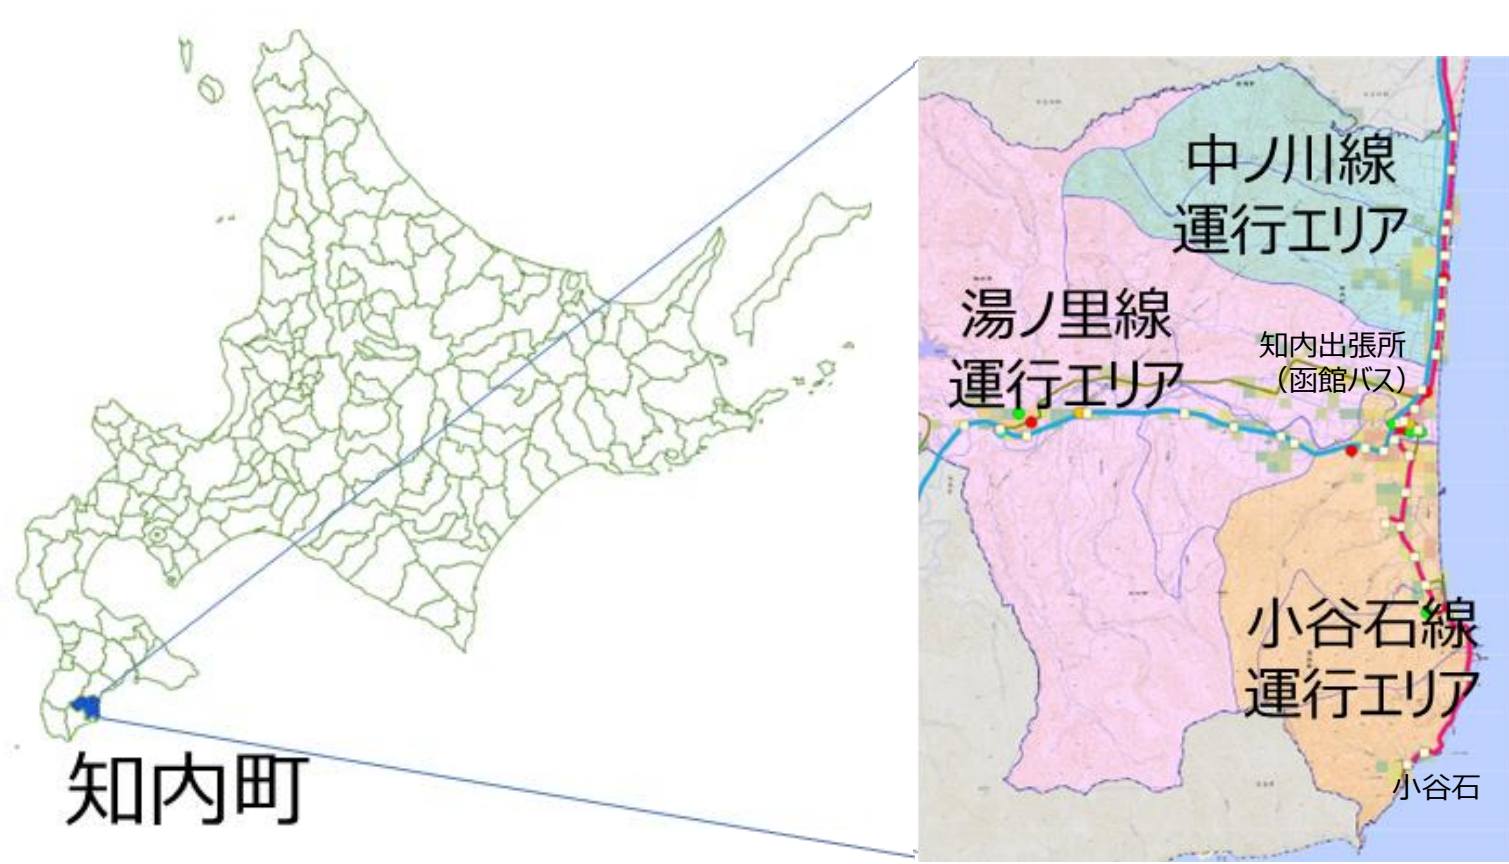 知内町
中ノ川線
運行エリア
湯ノ里線
運行エリア
知内出張所
（函館バス）
小谷石線
運行エリア
小谷石